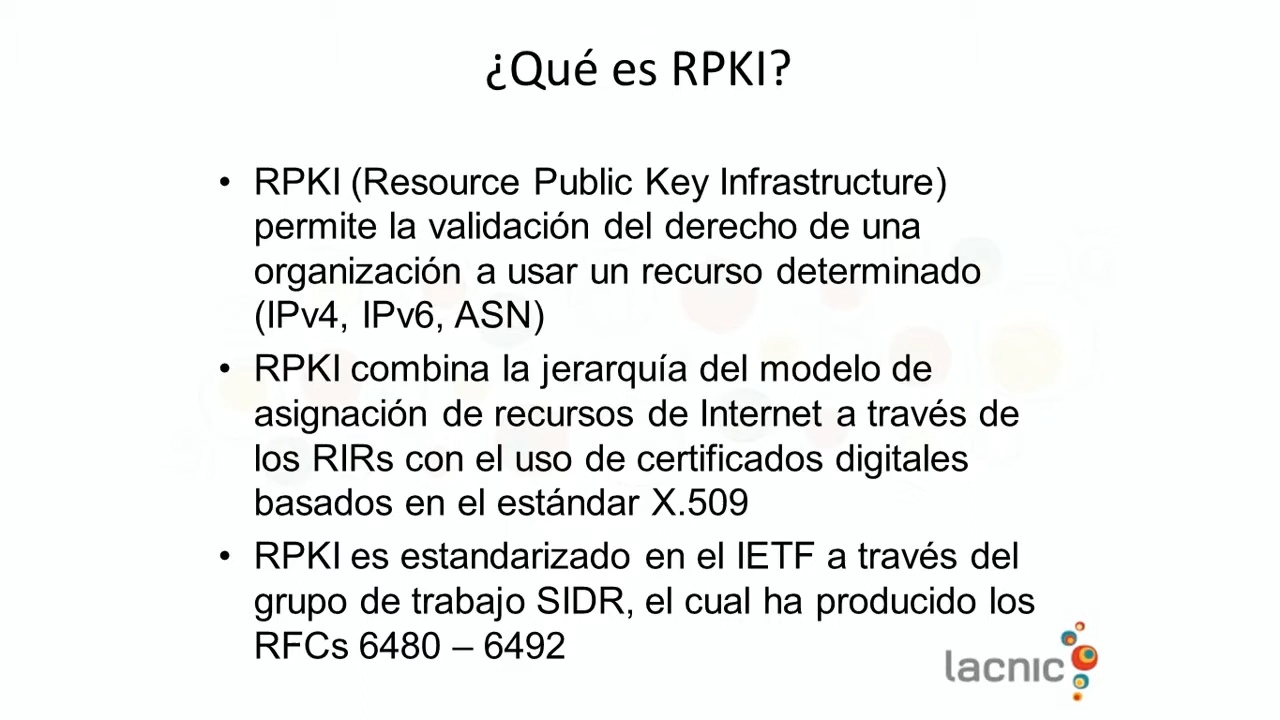 ¿Qué es RPKI?
• RPKI (Resource Public Key Infrastructure)
permite la validación del derecho de una
organización a usar un recurso determinado
(IPv4, IPv6, ASN)
• RPKI combina la jerarquía del modelo de
asignación de recursos de Internet a través de
los RIRs con el uso de certificados digitales
basados en el estándar X.509
• RPKI es estandarizado en el IETF a través del
grupo de trabajo SIDR, el cual ha producido los
RFCs 6480 – 6492
lacnic